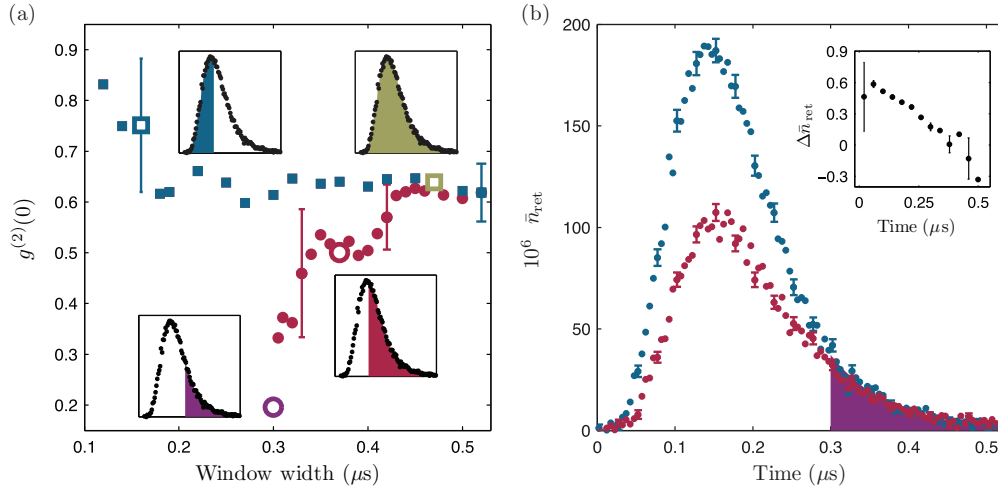 (a)
0.9
0.8
0.7
0.6
0.5
0.4
0.3
0.2
g^{(2)}(0)
0.1 0.2 0.3 0.4 0.5
Window width (μs)
(b)
200
150
100
50
0
10^6 n̄_ret
0 0.1 0.2 0.3 0.4 0.5
Time (μs)
0.9
0.6
0.3
0
−0.3
Δn̄_ret
0 0.25 0.5
Time (μs)